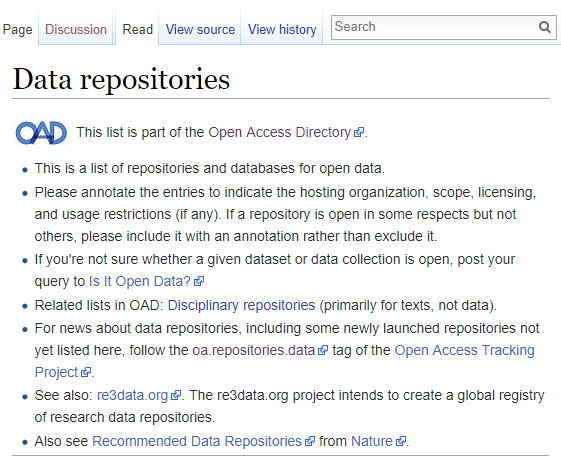 Page Discussion Read View source View history Search
Data repositories
OAD This list is part of the Open Access Directory.
This is a list of repositories and databases for open data.
Please annotate the entries to indicate the hosting organization, scope, licensing,
and usage restrictions (if any). If a repository is open in some respects but not
others, please include it with an annotation rather than exclude it.
If you're not sure whether a given dataset or data collection is open, post your
query to Is It Open Data?
Related lists in OAD: Disciplinary repositories (primarily for texts, not data).
For news about data repositories, including some newly launched repositories not
yet listed here, follow the oa.repositories.data tag of the Open Access Tracking
Project.
See also: re3data.org. The re3data.org project intends to create a global registry
of research data repositories.
Also see Recommended Data Repositories from Nature.